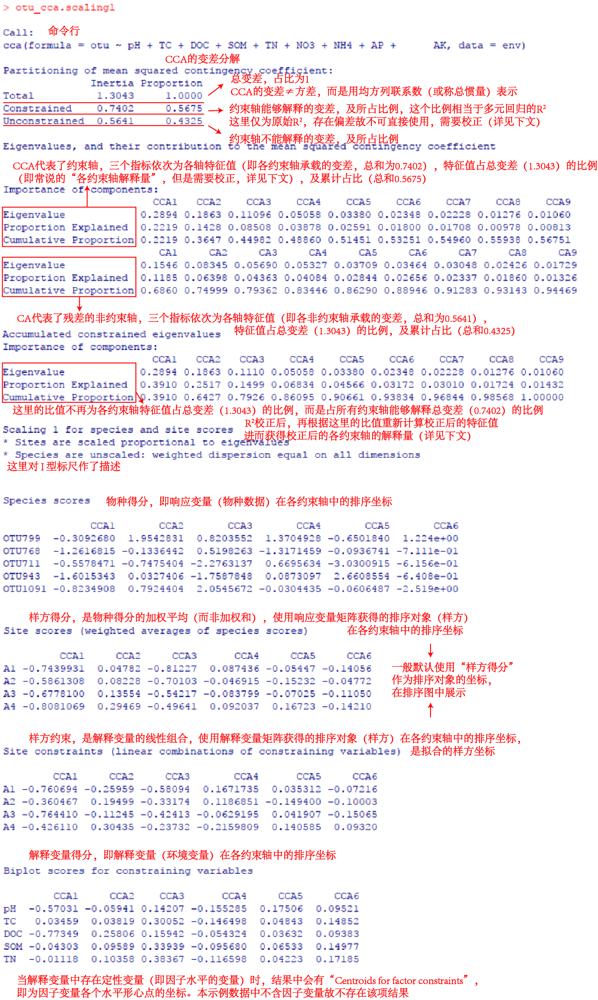 > otu_cca.scaling1
Call: 命令行
cca(formula = otu ~ pH + TC + DOC + SOM + TN + NO3 + NH4 + AP + AK, data = env)
CCA的变差分解
Partitioning of mean squared contingency coefficient:
总变差，占比为1
Inertia Proportion
CCA的变差≠方差，而是用均方列联系数（或称总惯量）表示
Total 1.3043 1.0000
Constrained 0.7402 0.5675
约束轴能够解释的变差，及所占比例，这个比例相当于多元回归的R²
Unconstrained 0.5641 0.4325
这里仅为原始R²，存在偏差故不可直接使用，需要校正（详见下文）
约束轴不能解释的变差，及所占比例
Eigenvalues, and their contribution to the mean squared contingency coefficient
CCA代表了约束轴，三个指标依次为各轴特征值（即各约束轴承载的变差，总和为0.7402），特征值占总变差（1.3043）的比例
（即常说的“各约束轴解释量”，但是需要校正，详见下文），及累计占比（总和0.5675）
Importance of components:
CCA1 CCA2 CCA3 CCA4 CCA5 CCA6 CCA7 CCA8 CCA9
Eigenvalue 0.2894 0.1863 0.11096 0.05058 0.03380 0.02348 0.02228 0.01276 0.01060
Proportion Explained 0.2219 0.1428 0.08508 0.03878 0.02591 0.01800 0.01708 0.00978 0.00813
Cumulative Proportion 0.2219 0.3647 0.44982 0.48860 0.51451 0.53251 0.54960 0.55938 0.56751
CA1 CA2 CA3 CA4 CA5 CA6 CA7 CA8 CA9
Eigenvalue 0.1546 0.08345 0.05690 0.05327 0.03709 0.03464 0.03048 0.02426 0.01729
Proportion Explained 0.1185 0.06398 0.04363 0.04084 0.02844 0.02656 0.02337 0.01860 0.01326
Cumulative Proportion 0.6860 0.74999 0.79362 0.83446 0.86290 0.88946 0.91283 0.93143 0.94469
CA代表了残差的非约束轴，三个指标依次为各轴特征值（即各非约束轴承载的变差，总和为0.5641），
特征值占总变差（1.3043）的比例，及累计占比（总和0.4325）
Accumulated constrained eigenvalues
Importance of components:
CCA1 CCA2 CCA3 CCA4 CCA5 CCA6 CCA7 CCA8 CCA9
Eigenvalue 0.2894 0.1863 0.1110 0.05058 0.03380 0.02348 0.02228 0.01276 0.01060
Proportion Explained 0.3910 0.2517 0.1499 0.06834 0.04566 0.03172 0.03010 0.01724 0.01432
Cumulative Proportion 0.3910 0.6427 0.7926 0.86095 0.90661 0.93834 0.96844 0.98568 1.00000
这里的比值不再为各约束轴特征值占总变差（1.3043）的比例，而是占所有约束轴能够解释总变差（0.7402）的比例
R²校正后，再根据这里的比值重新计算校正后的特征值
Scaling 1 for species and site scores
进而获得校正后的各约束轴的解释量（详见下文）
* Sites are scaled proportional to eigenvalues
* Species are unscaled: weighted dispersion equal on all dimensions
这里对 I 型标尺作了描述
Species scores 物种得分，即响应变量（物种数据）在各约束轴中的排序坐标
CCA1 CCA2 CCA3 CCA4 CCA5 CCA6
OTU799 -0.3092680 1.9542831 0.8203552 1.3704928 -0.6501840 1.224e+00
OTU768 -1.2616815 -0.1336442 0.5198263 -1.3171459 -0.0936741 -7.111e-01
OTU711 -0.5578471 -0.7475404 -2.2763137 0.6695634 -3.0300915 -6.156e-01
OTU943 -1.6015343 0.0327406 -1.7587848 0.0873097 2.6608554 -6.408e-01
OTU1091 -0.8234908 0.7924404 2.0545672 -0.0304435 -0.0606487 -2.519e+00
样方得分，是物种得分的加权平均（而非加权和），使用响应变量矩阵获得的排序对象（样方）
在各约束轴中的排序坐标
Site scores (weighted averages of species scores)
CCA1 CCA2 CCA3 CCA4 CCA5 CCA6
A1 -0.7439931 0.04782 -0.81227 0.087436 -0.05447 -0.14056
A2 -0.5861308 0.08228 -0.70103 -0.046915 -0.15232 -0.04772
A3 -0.6778100 0.13554 -0.54217 -0.083799 -0.07025 -0.11050
A4 -0.8081069 0.29469 -0.49641 0.092037 0.16723 -0.14210
一般默认使用“样方得分”
作为排序对象的坐标，
在排序图中展示
样方约束，是解释变量的线性组合，使用解释变量矩阵获得的排序对象（样方）在各约束轴中的排序坐标，
Site constraints (linear combinations of constraining variables) 是拟合的样方坐标
CCA1 CCA2 CCA3 CCA4 CCA5 CCA6
A1 -0.760694 -0.25959 -0.58094 0.1671735 0.035312 -0.07216
A2 -0.360467 0.19499 -0.33174 0.1186851 -0.149400 -0.10003
A3 -0.764410 -0.11245 -0.42413 -0.0629195 0.041907 -0.15065
A4 -0.426110 0.30435 -0.23732 -0.2159809 0.140585 0.09320
解释变量得分，即解释变量（环境变量）在各约束轴中的排序坐标
Biplot scores for constraining variables
CCA1 CCA2 CCA3 CCA4 CCA5 CCA6
pH -0.57031 -0.05941 0.14207 -0.155285 0.17506 0.09521
TC 0.03459 0.03819 0.30052 -0.146498 0.04843 0.14852
DOC -0.77349 0.25806 0.15942 -0.054324 0.03632 0.09383
SOM -0.04303 0.09589 0.33939 -0.095680 0.06533 0.14977
TN -0.01118 0.10358 0.38367 -0.116598 0.04223 0.17185
当解释变量中存在定性变量（即因子水平的变量）时，结果中会有“Centroids for factor constraints”，
即为因子变量各个水平形心点的坐标。本示例数据中不含因子变量故不存在该项结果